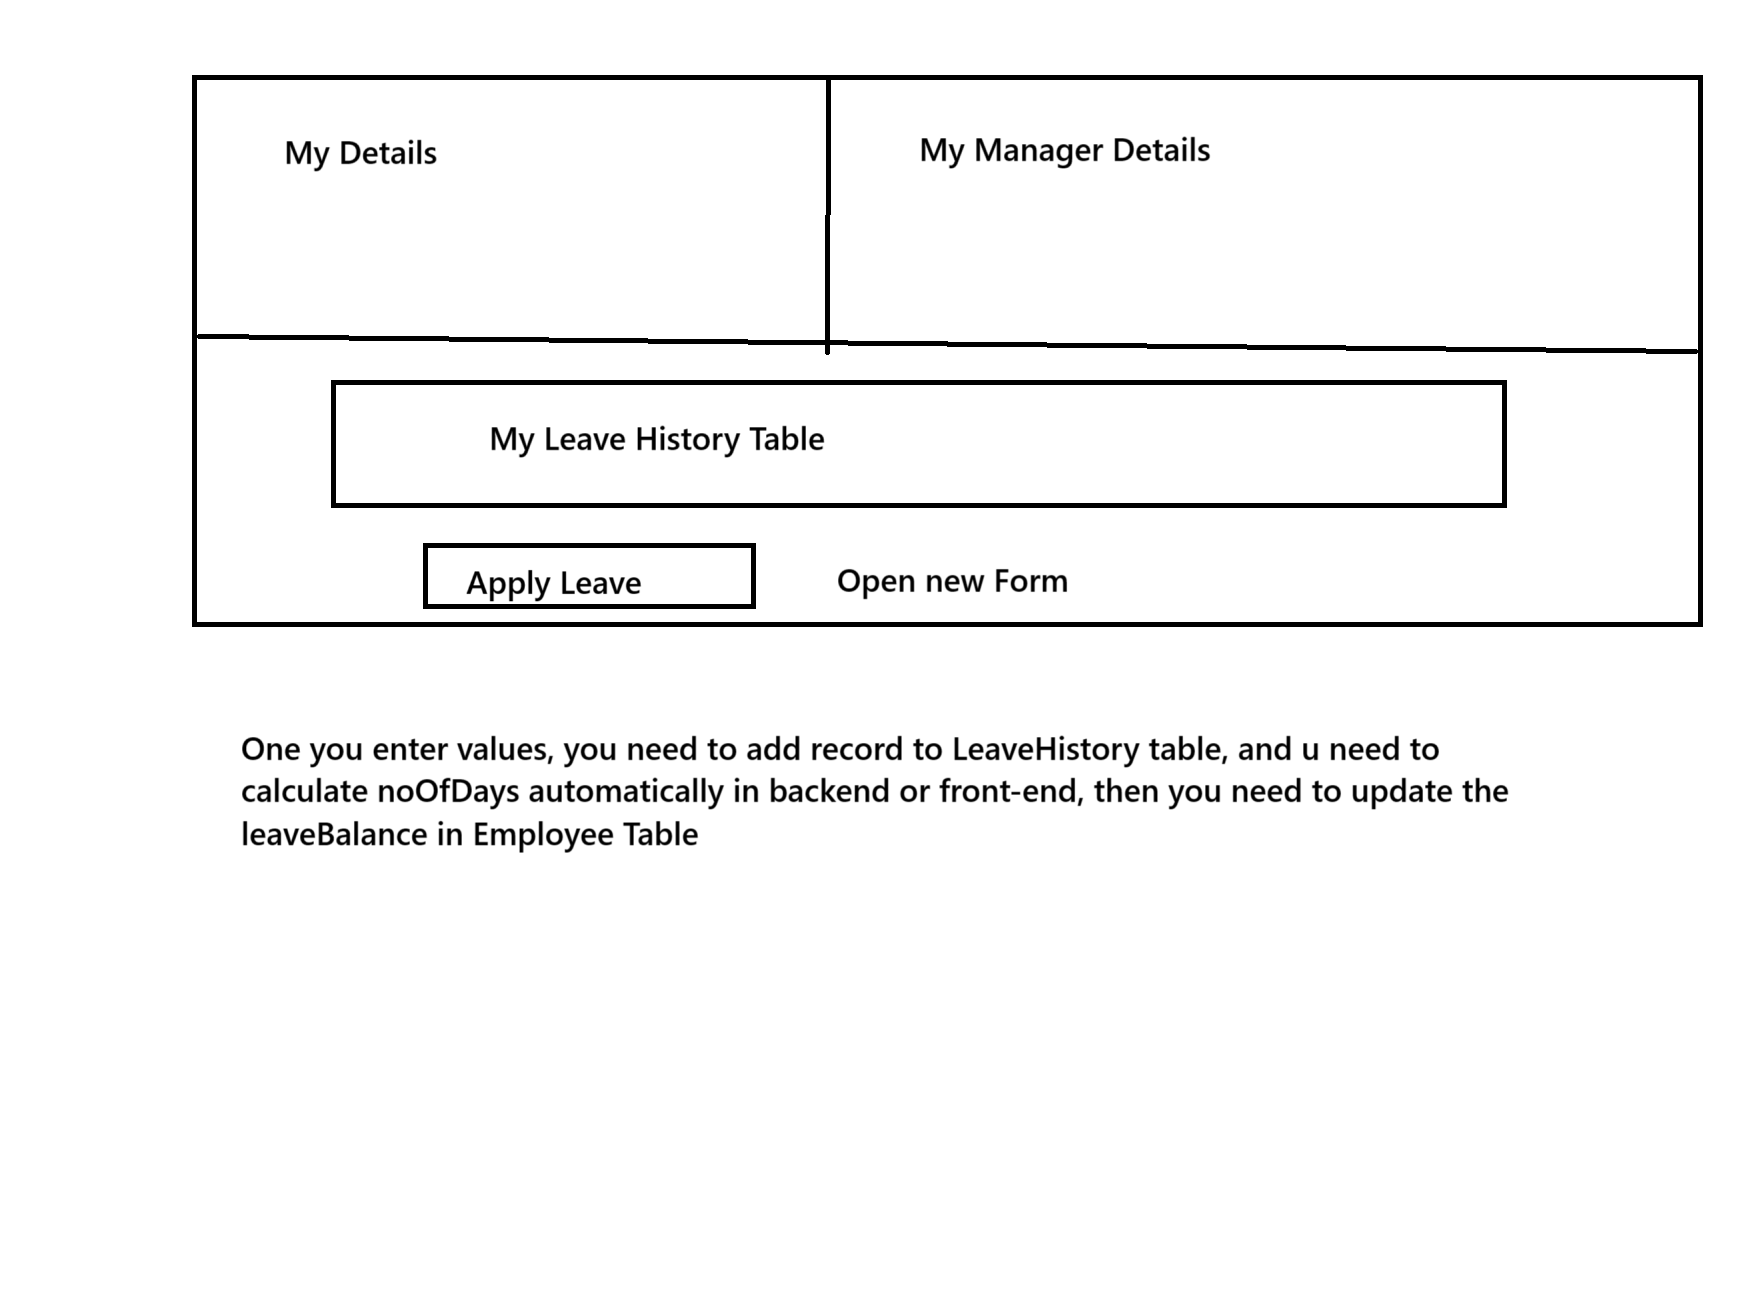 My Details
My Manager Details
My Leave History Table
Apply Leave
Open new Form
One you enter values, you need to add record to LeaveHistory table, and u need to
calculate noOfDays automatically in backend or front-end, then you need to update the
leaveBalance in Employee Table